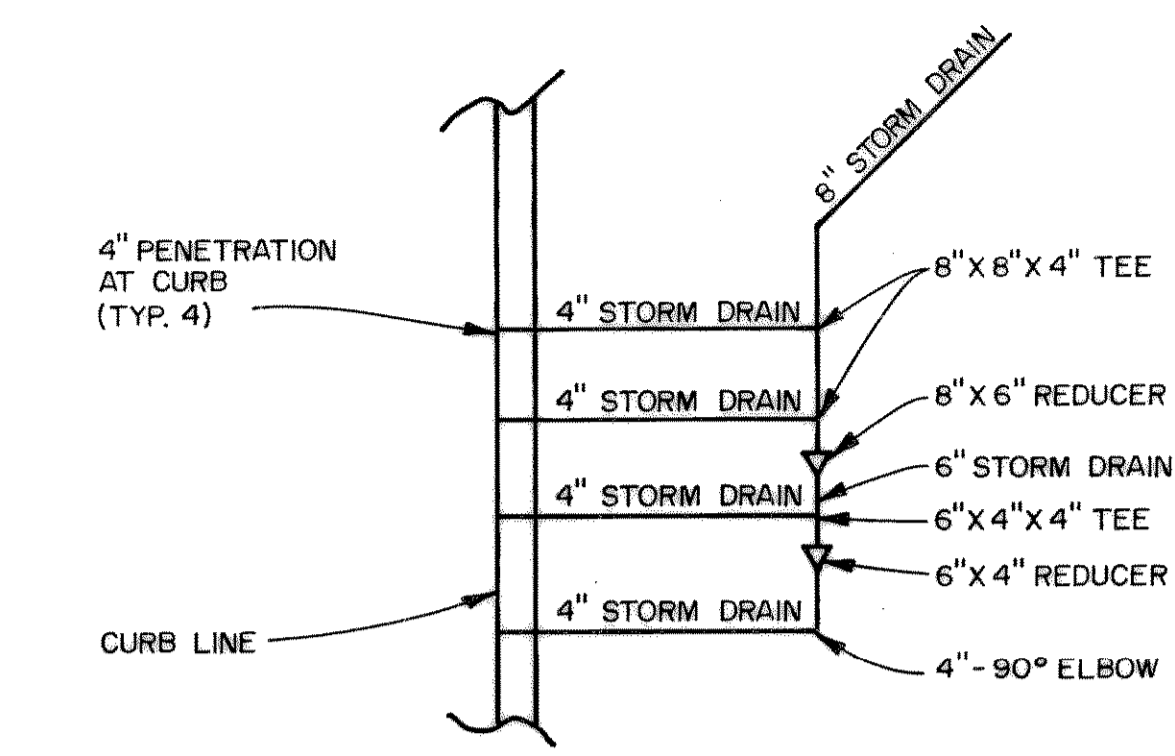 8" STORM DRAIN
4" PENETRATION
AT CURB
(TYP. 4)
8"X8"X4" TEE
4" STORM DRAIN
4" STORM DRAIN
8"X6" REDUCER
6" STORM DRAIN
4" STORM DRAIN
6"X4"X4" TEE
6"X4" REDUCER
4" STORM DRAIN
CURB LINE
4"-90° ELBOW